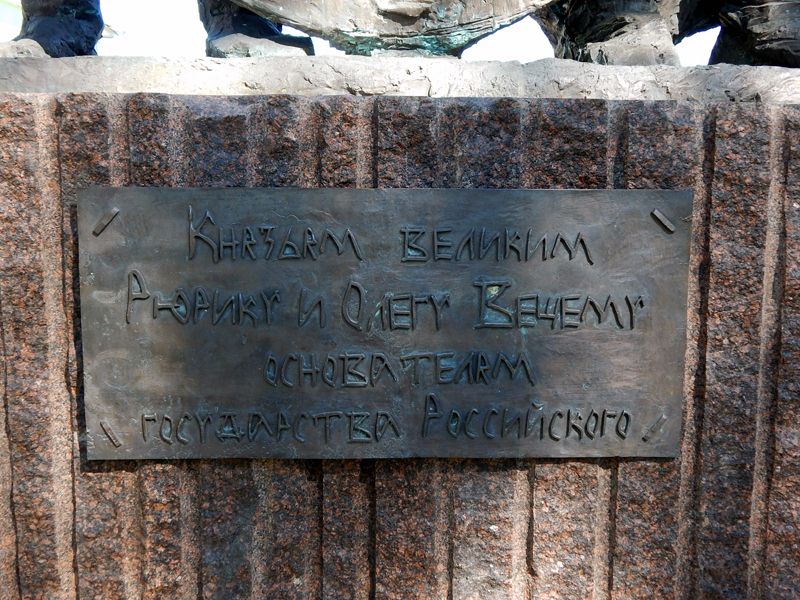 Князьям великим
Рюрику и Олегу Вещему
основателям
государства Российского